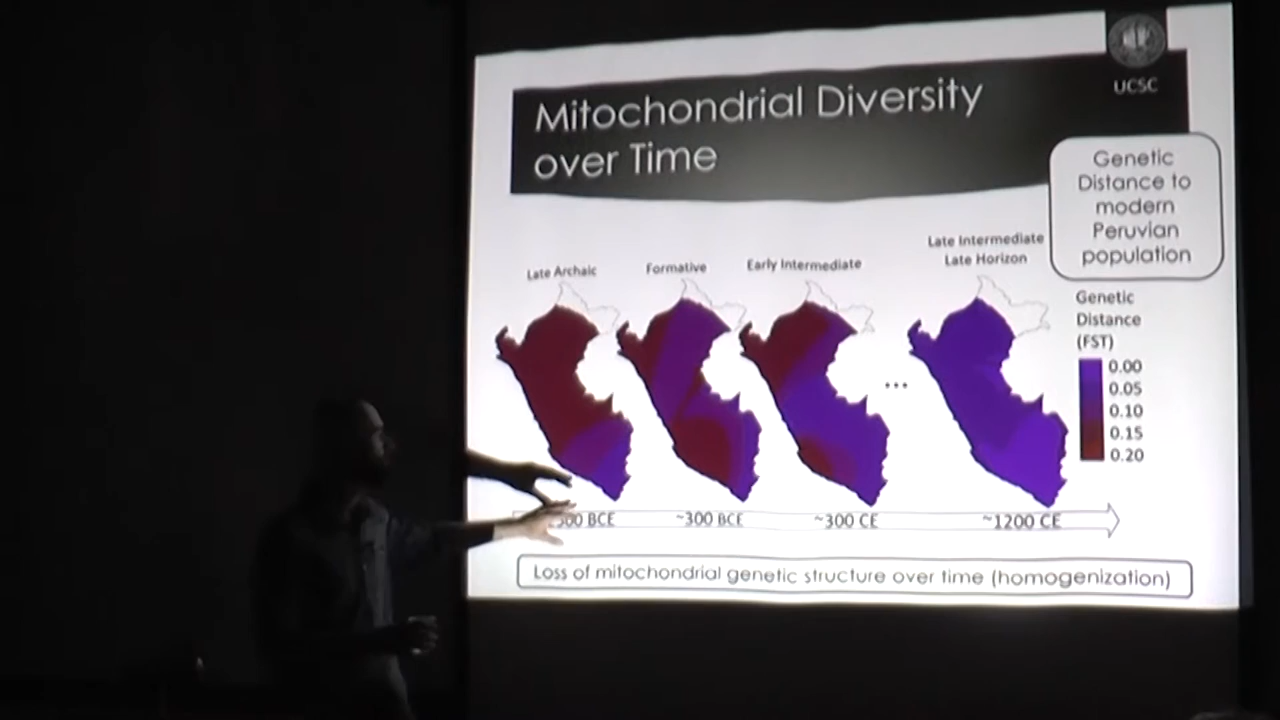 UCSC
Mitochondrial Diversity
over Time
Genetic
Distance to
modern
Peruvian
population
Late Archaic
Formative
Early Intermediate
Late Intermediate
Late Horizon
Genetic
Distance
(FST)
0.00
0.05
0.10
0.15
0.20
...
BCE
~300 BCE
~300 CE
~1200 CE
Loss of mitochondrial genetic structure over time (homogenization)